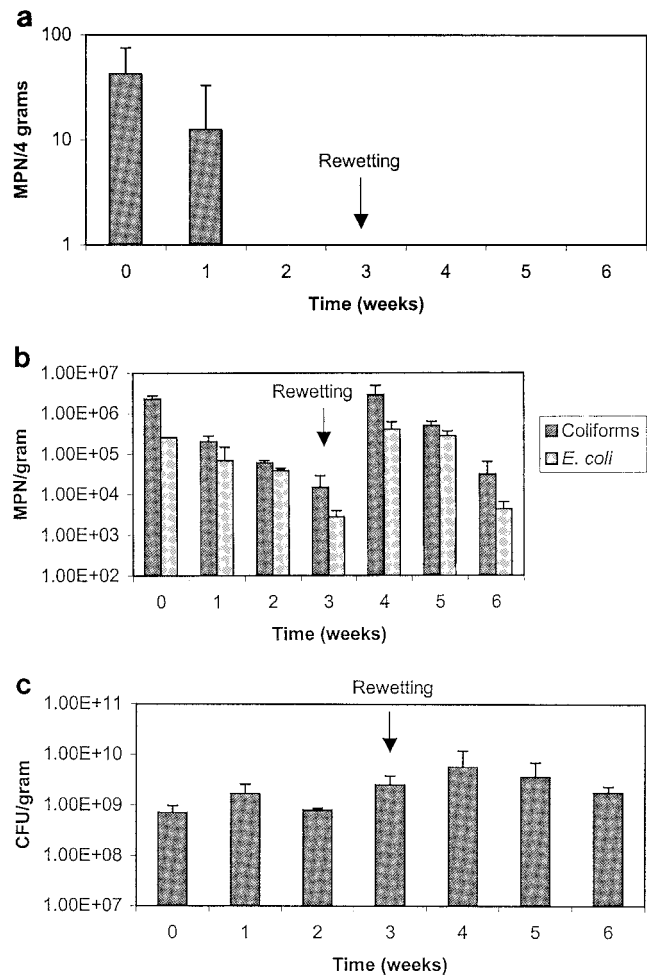 a
100
10
1
MPN/4 grams
Rewetting
0 1 2 3 4 5 6
Time (weeks)
b
1.00E+07
1.00E+06
1.00E+05
1.00E+04
1.00E+03
1.00E+02
MPN/gram
Rewetting
0 1 2 3 4 5 6
Time (weeks)
Coliforms
E. coli
c
1.00E+11
1.00E+10
1.00E+09
1.00E+08
1.00E+07
CFU/gram
Rewetting
0 1 2 3 4 5 6
Time (weeks)